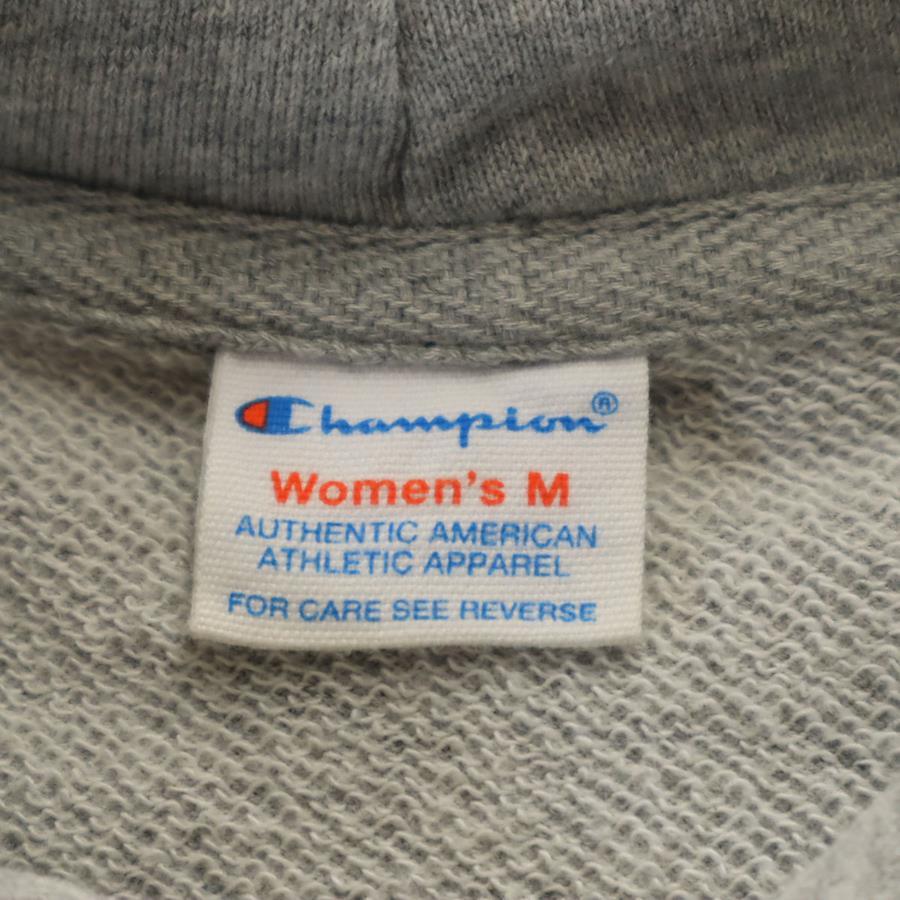 Champion®
Women's M
AUTHENTIC AMERICAN
ATHLETIC APPAREL
FOR CARE SEE REVERSE